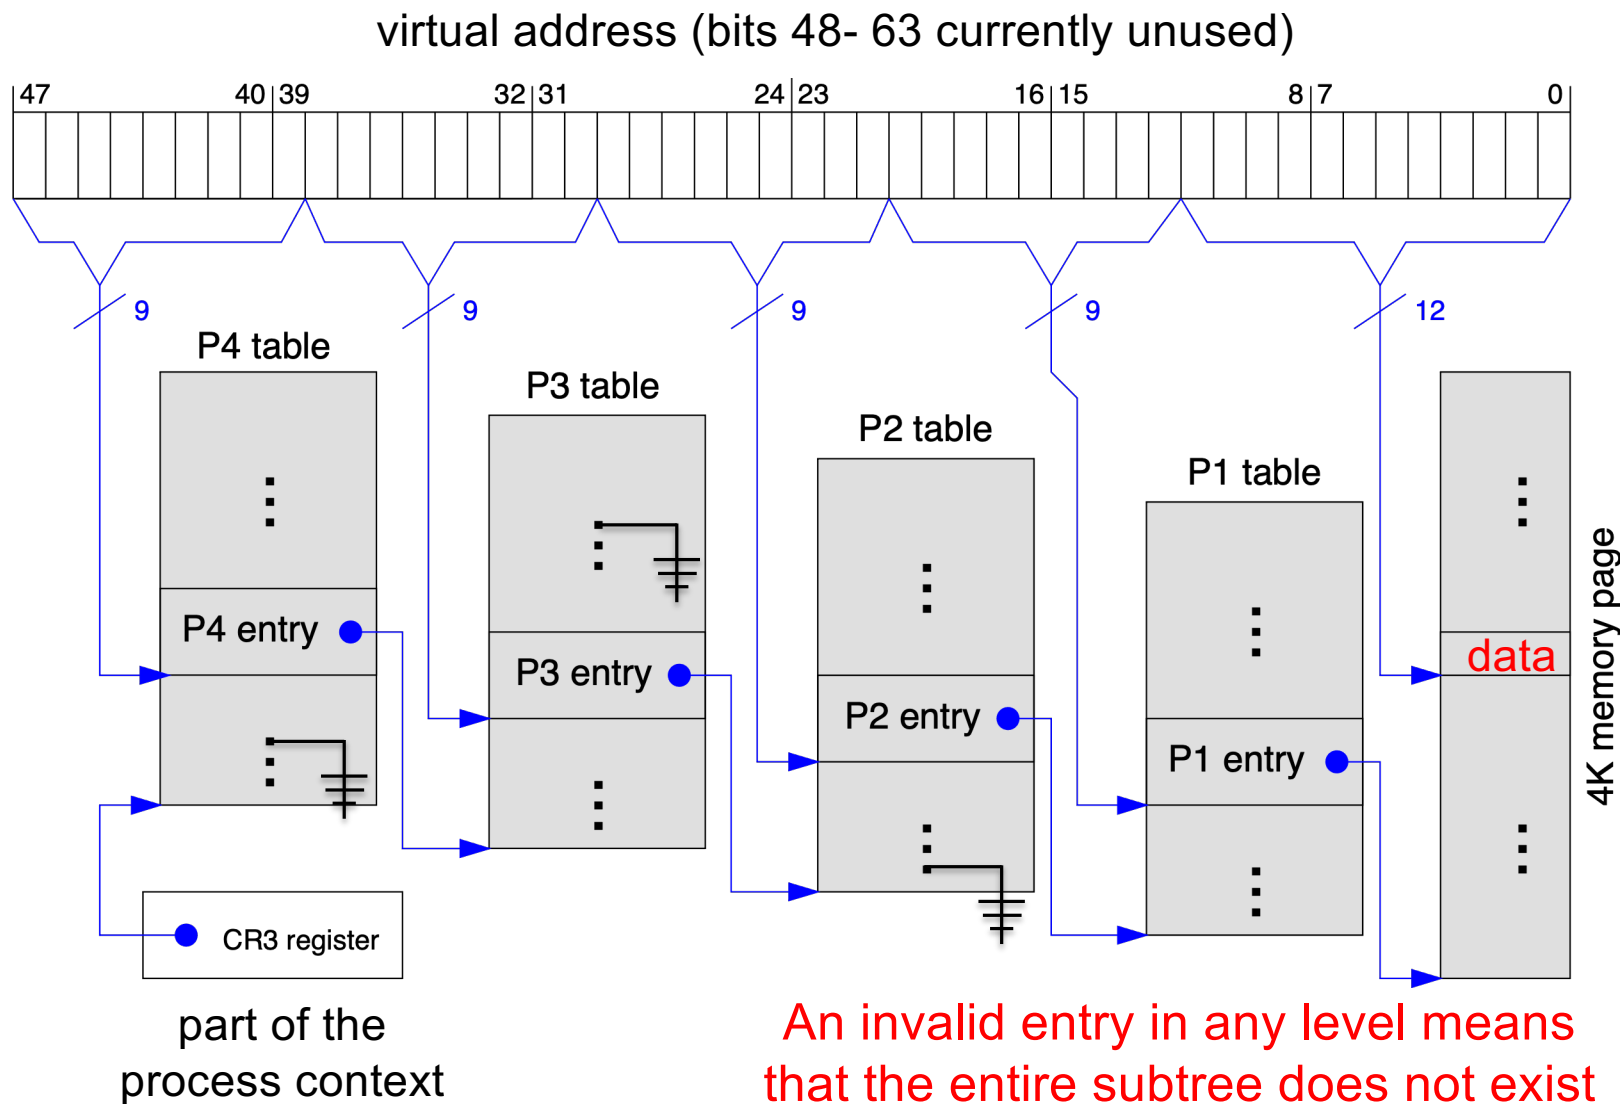 virtual address (bits 48- 63 currently unused)
47 40 39 32 31 24 23 16 15 8 7 0
9 9 9 9 12
P4 table
P3 table
P2 table
P1 table
P4 entry
P3 entry
P2 entry
P1 entry
data
4K memory page
CR3 register
part of the
process context
An invalid entry in any level means
that the entire subtree does not exist